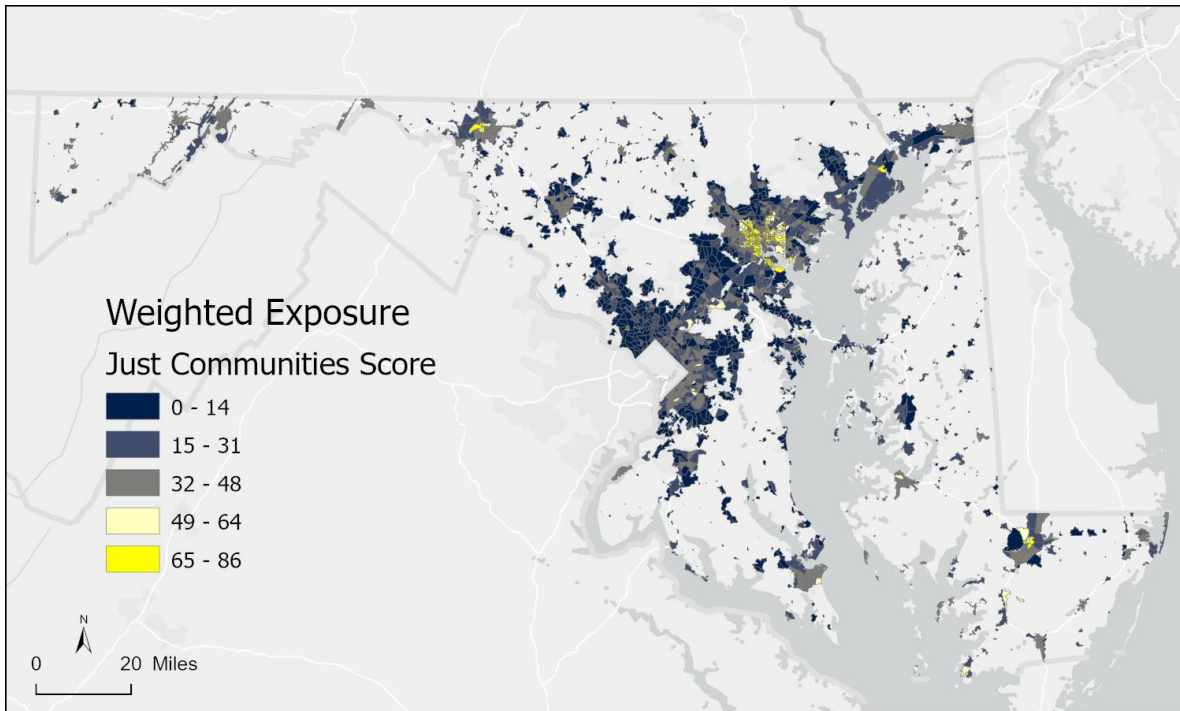 Weighted Exposure
Just Communities Score
0 - 14
15 - 31
32 - 48
49 - 64
65 - 86
N
0 20 Miles